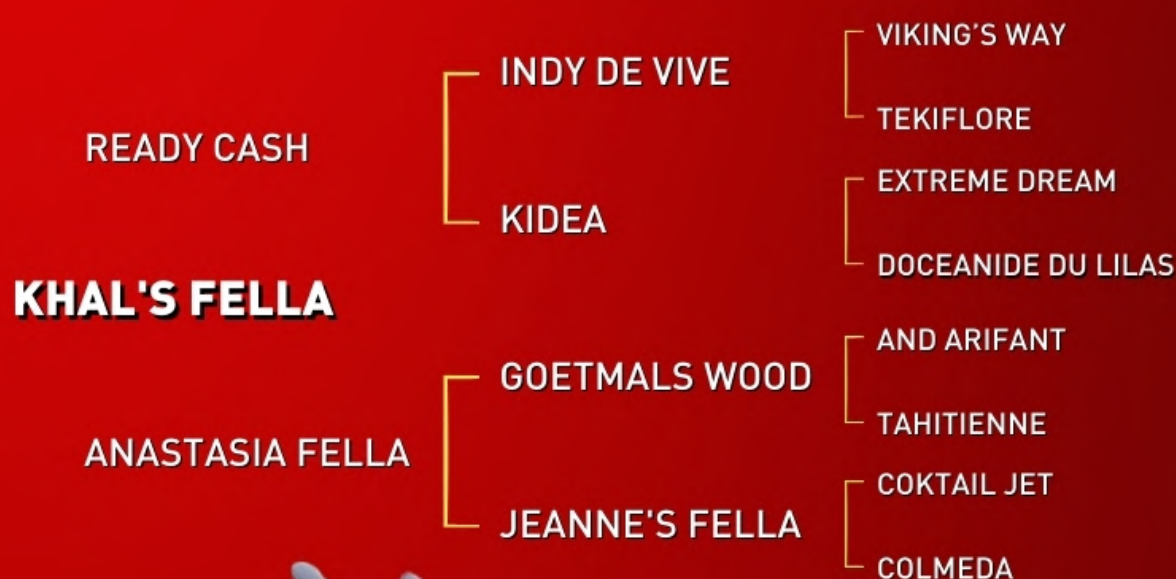 VIKING'S WAY
INDY DE VIVE
TEKIFLORE
READY CASH
EXTREME DREAM
KIDEA
DOCEANIDE DU LILAS
KHAL'S FELLA
AND ARIFANT
GOETMALS WOOD
TAHITIENNE
ANASTASIA FELLA
COKTAIL JET
JEANNE'S FELLA
COLMEDA